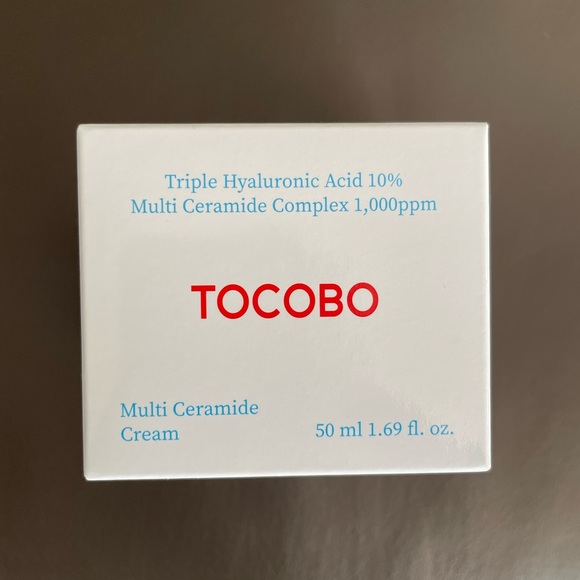 Triple Hyaluronic Acid 10%
Multi Ceramide Complex 1,000ppm
TOCOBO
Multi Ceramide
Cream
50 ml 1.69 fl. oz.